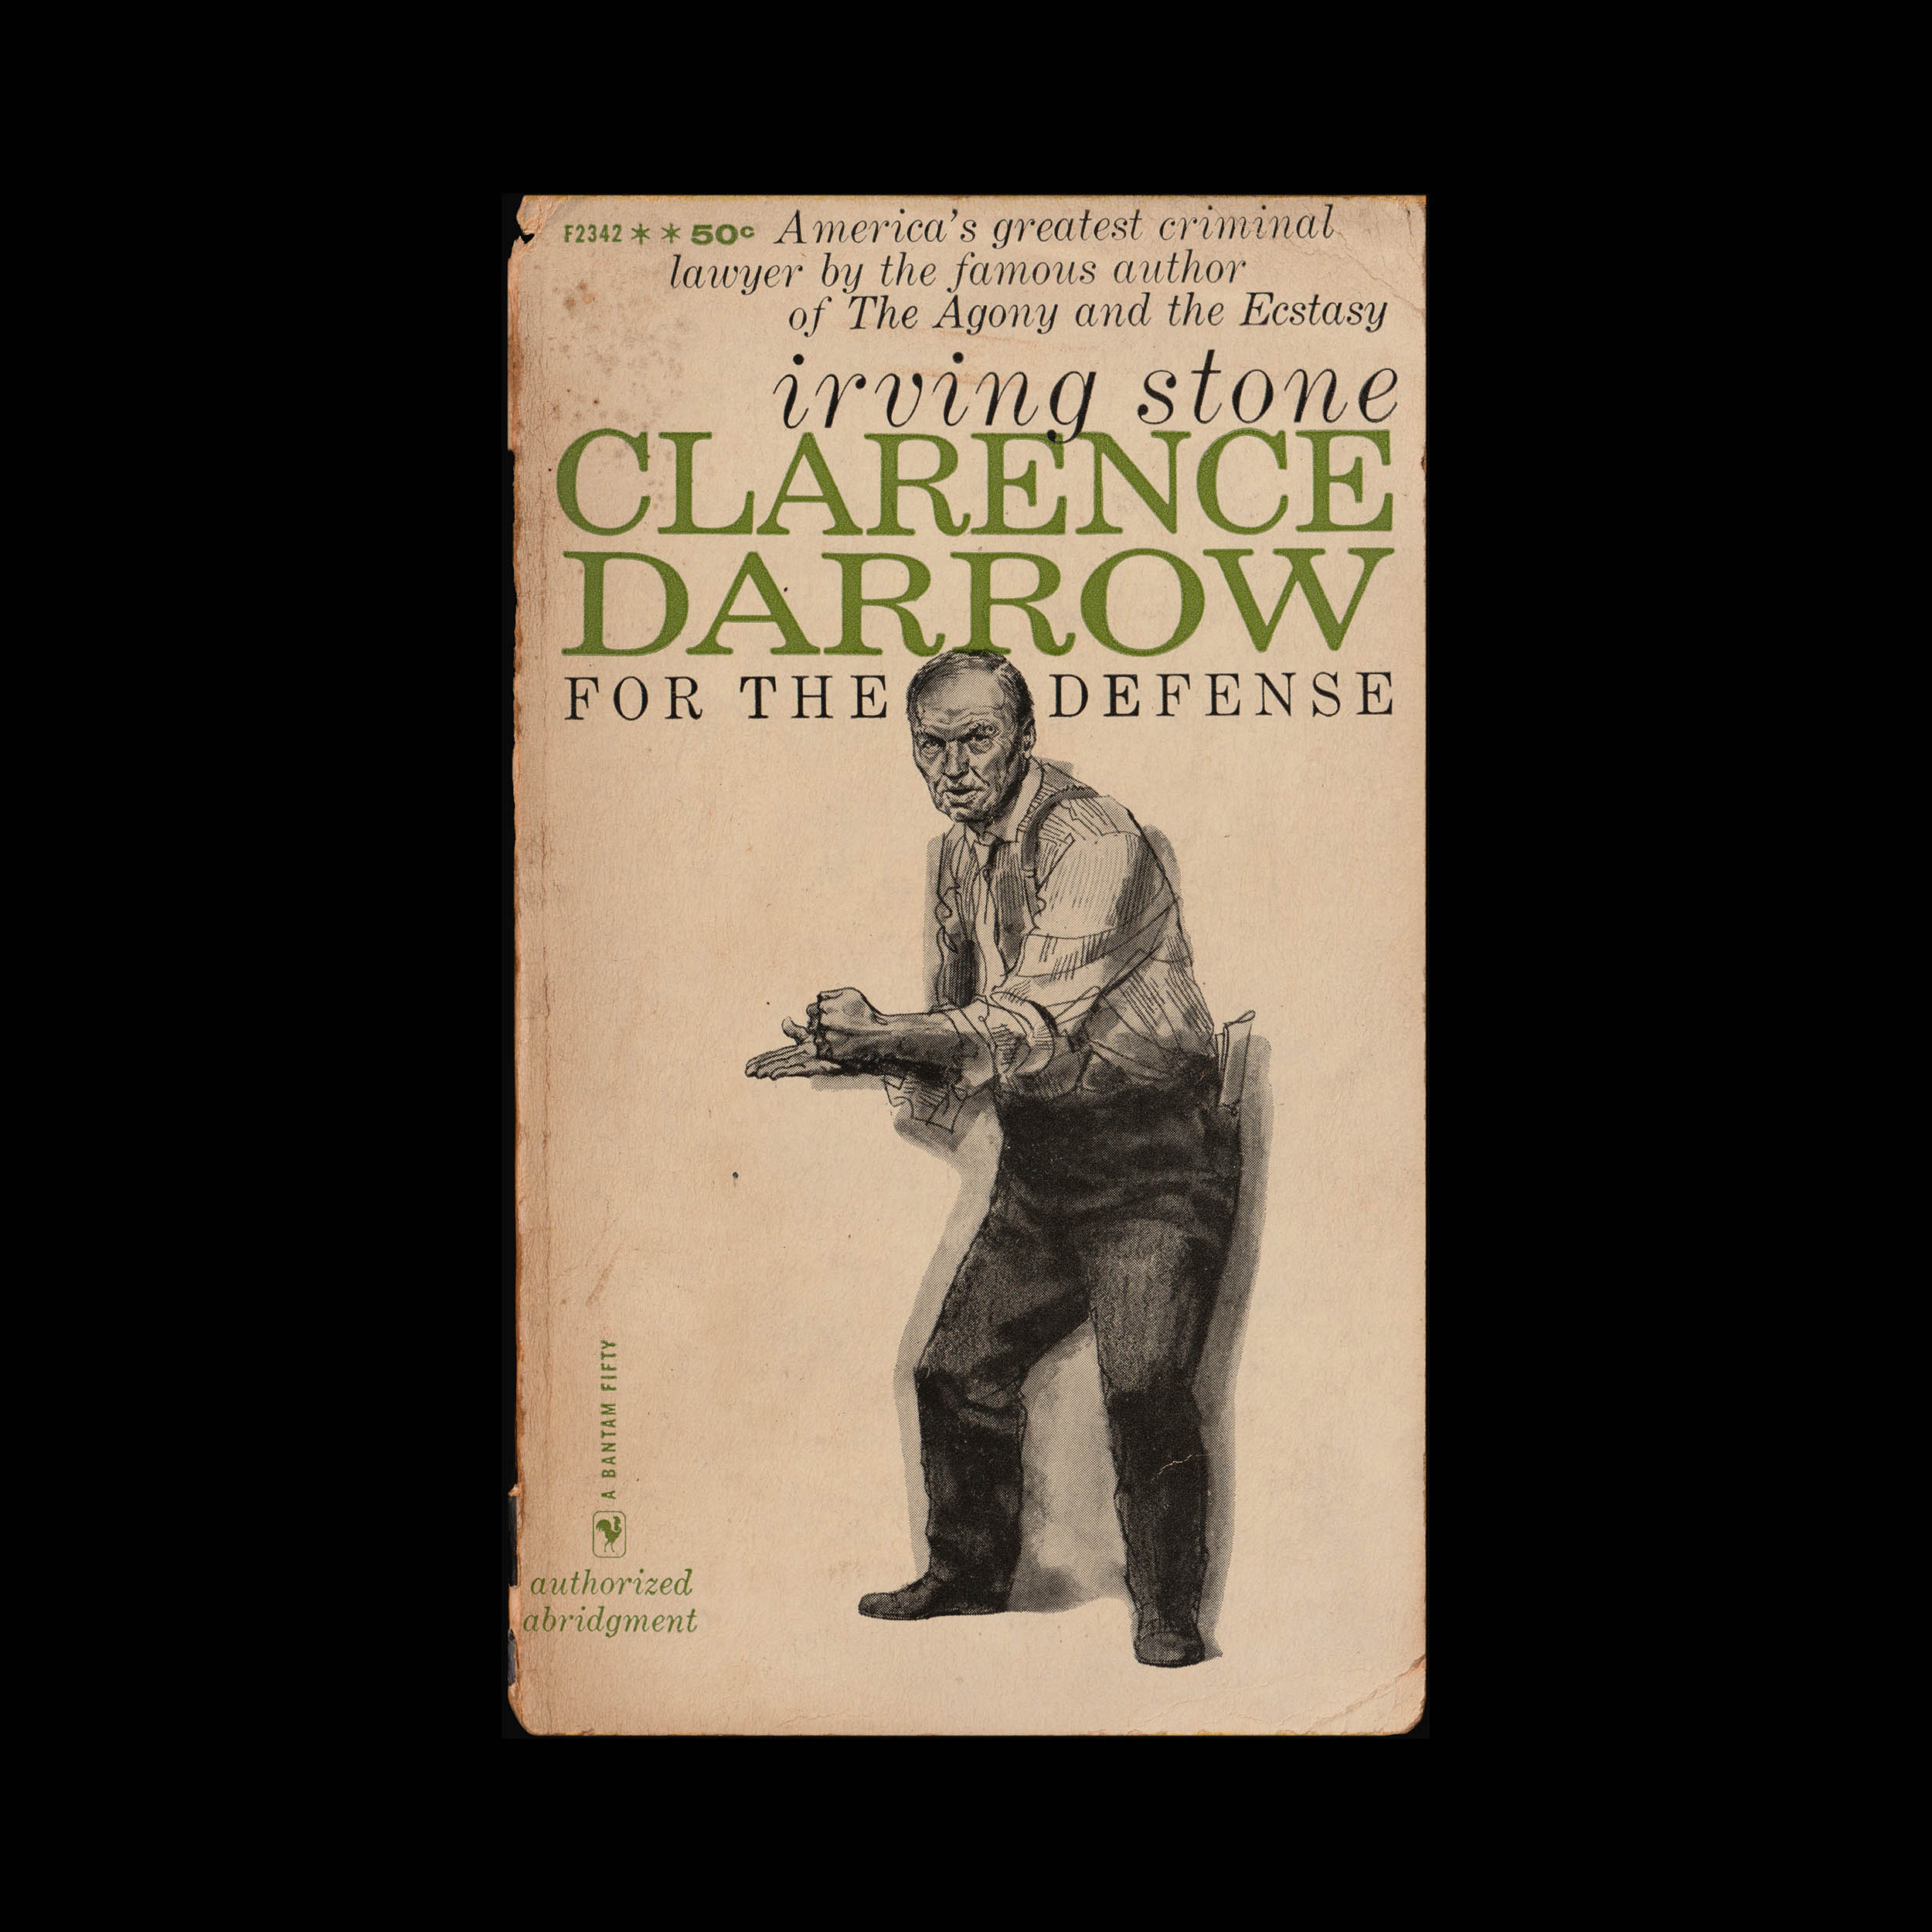 F2342 ** 50c America's greatest criminal
lawyer by the famous author
of The Agony and the Ecstasy
irving stone
CLARENCE
DARROW
FOR THE DEFENSE
A BANTAM FIFTY
authorized
abridgment